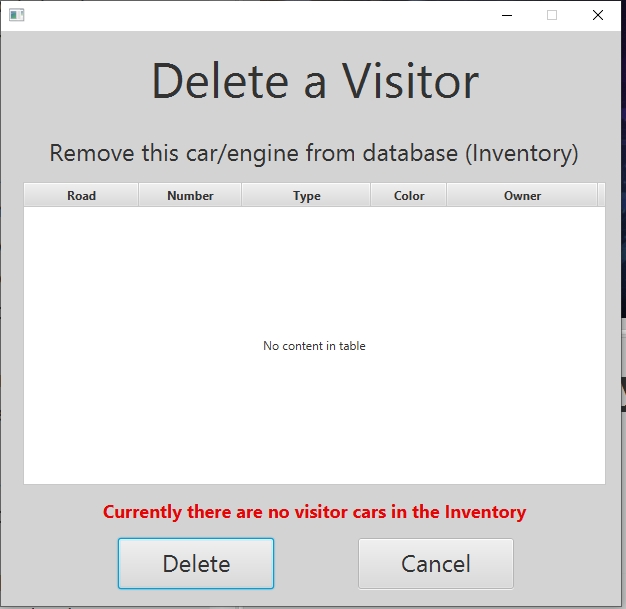 Delete a Visitor
Remove this car/engine from database (Inventory)
Road Number Type Color Owner
No content in table
Currently there are no visitor cars in the Inventory
Delete Cancel